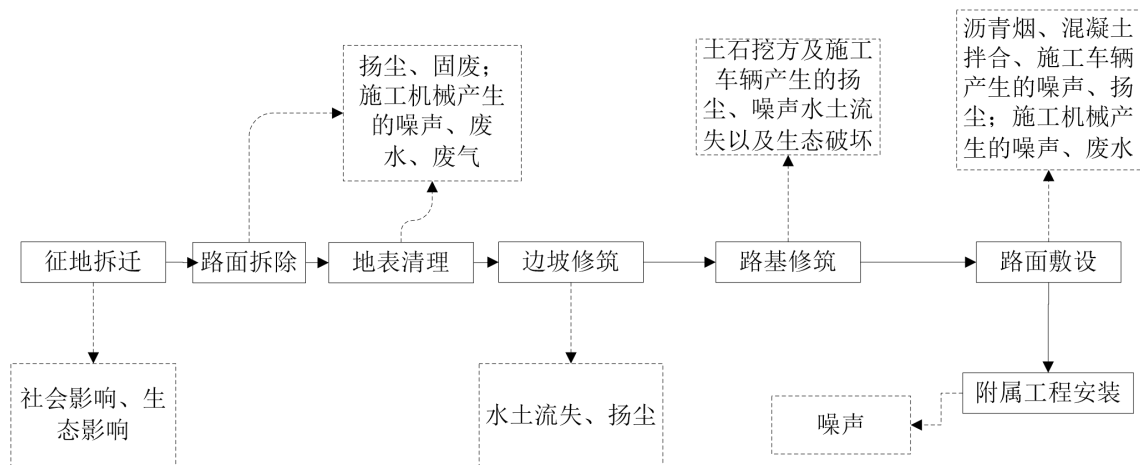 扬尘、固废；
施工机械产生
的噪声、废
水、废气
土石挖方及施工
车辆产生的扬
尘、噪声水土流
失以及生态破坏
沥青烟、混凝土
拌合、施工车辆
产生的噪声、扬
尘；施工机械产
生的噪声、废水
征地拆迁
路面拆除
地表清理
边坡修筑
路基修筑
路面敷设
社会影响、生
态影响
水土流失、扬尘
噪声
附属工程安装